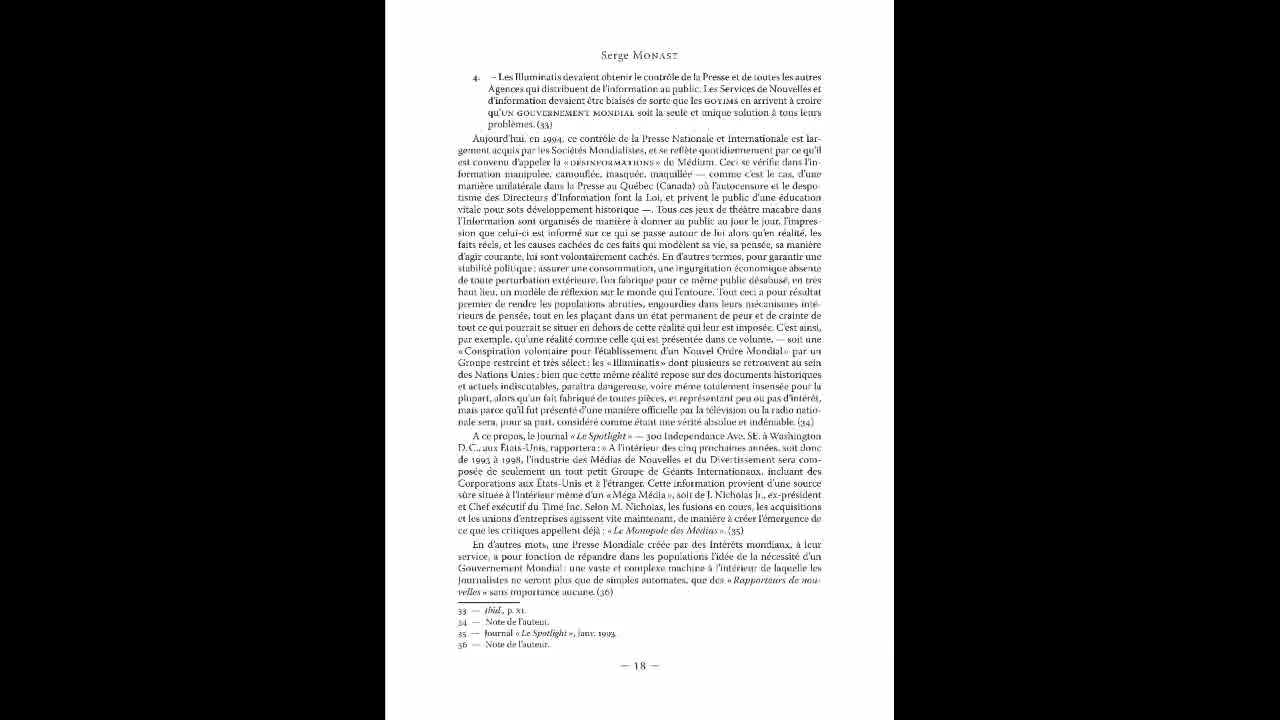 Serge MONAST
4. – Les Illuminatis devaient obtenir le contrôle de la Presse et de toutes les autres
Agences qui distribuent de l'information au public. Les Services de Nouvelles et
d'information devaient être biaisés de sorte que les GOYIMS en arrivent à croire
qu'UN GOUVERNEMENT MONDIAL soit la seule et unique solution à tous leurs
problèmes. (33)
Aujourd'hui, en 1994, ce contrôle de la Presse Nationale et Internationale est lar-
gement acquis par les Sociétés Mondialistes, et se reflète quotidiennement par ce qu'il
est convenu d'appeler la « DÉSINFORMATIONS » du Médium. Ceci se vérifie dans l'in-
formation manipulée, camouflée, masquée, maquillée — comme c'est le cas, d'une
manière unilatérale dans la Presse au Québec (Canada) où l'autocensure et le despo-
tisme des Directeurs d'Information font la Loi, et privent le public d'une éducation
vitale pour sots développement historique —. Tous ces jeux de théâtre macabre dans
l'Information sont organisés de manière à donner au public au jour le jour, l'impres-
sion que celui-ci est informé sur ce qui se passe autour de lui alors qu'en réalité, les
faits réels, et les causes cachées de ces faits qui modèlent sa vie, sa pensée, sa manière
d'agir courante, lui sont volontairement cachés. En d'autres termes, pour garantir une
stabilité politique ; assurer une consommation, une ingurgitation économique absente
de toute perturbation extérieure, l'on fabrique pour ce même public désabusé, en très
haut lieu, un modèle de réflexion sur le monde qui l'entoure. Tout ceci a pour résultat
premier de rendre les populations abruties, engourdies dans leurs mécanismes inté-
rieurs de pensée, tout en les plaçant dans un état permanent de peur et de crainte de
tout ce qui pourrait se situer en dehors de cette réalité qui leur est imposée. C'est ainsi,
par exemple, qu'une réalité comme celle qui est présentée dans ce volume, — soit une
« Conspiration volontaire pour l'établissement d'un Nouvel Ordre Mondial » par un
Groupe restreint et très sélect : les « Illuminatis » dont plusieurs se retrouvent au sein
des Nations Unies : bien que cette même réalité repose sur des documents historiques
et actuels indiscutables, paraîtra dangereuse, voire même totalement insensée pour la
plupart, alors qu'un fait fabriqué de toutes pièces, et représentant peu ou pas d'intérêt,
mais parce qu'il fut présenté d'une manière officielle par la télévision ou la radio natio-
nale sera, pour sa part, considéré comme étant une vérité absolue et indéniable. (34)
A ce propos, le Journal « Le Spotlight » — 300 Independance Ave. SE. à Washington
D. C., aux États-Unis, rapportera : » A l'intérieur des cinq prochaines années, soit donc
de 1993 à 1998, l'industrie des Médias de Nouvelles et du Divertissement sera com-
posée de seulement un tout petit Groupe de Géants Internationaux, incluant des
Corporations aux États-Unis et à l'étranger. Cette information provient d'une source
sûre située à l'intérieur même d'un « Méga Média », soit de J. Nicholas Jr., ex-président
et Chef exécutif du Time Inc. Selon M. Nicholas, les fusions en cours, les acquisitions
et les unions d'entreprises agissent vite maintenant, de manière à créer l'émergence de
ce que les critiques appellent déjà ; « Le Monopole des Médias ». (35)
En d'autres mots, une Presse Mondiale créée par des Intérêts mondiaux, à leur
service, a pour fonction de répandre dans les populations l'idée de la nécessité d'un
Gouvernement Mondial : une vaste et complexe machine à l'intérieur de laquelle les
Journalistes ne seront plus que de simples automates, que des « Rapporteurs de nou-
velles » sans importance aucune. (36)
33 — Ibid., p. XI.
34 — Note de l'auteur.
35 — Journal « Le Spotlight », janv. 1993.
36 — Note de l'auteur.
— 18 —